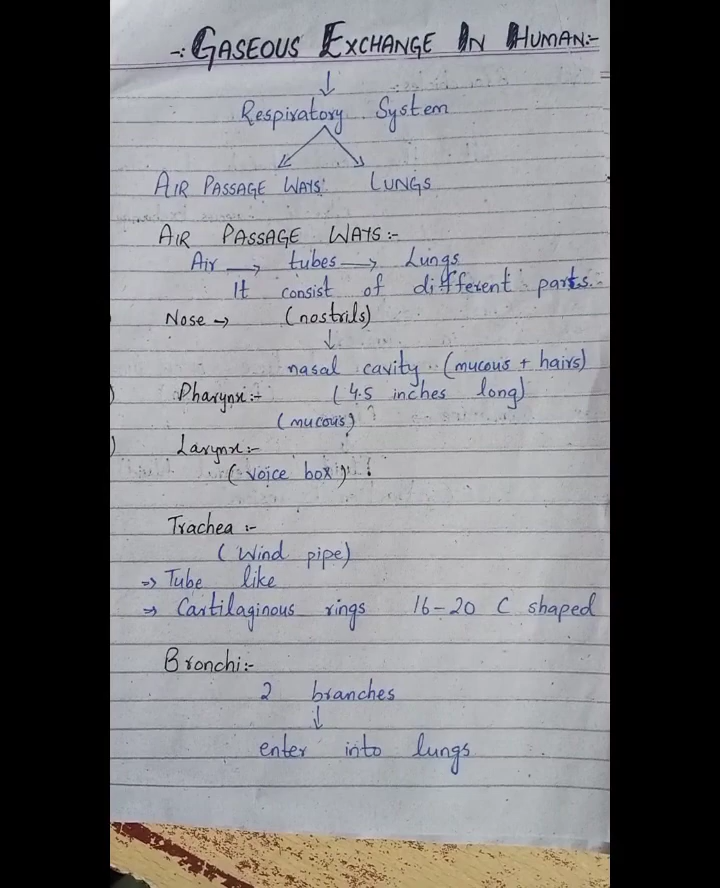 -: GASEOUS EXCHANGE IN HUMAN:-
↓
Respiratory System
AIR PASSAGE WAYS LUNGS
AIR PASSAGE WAYS:-
Air → tubes → Lungs
It consist of different parts.
Nose → (nostrils)
↓
nasal cavity (mucous + hairs)
Pharynx:- (4.5 inches long)
(mucous)
Larynx:-
(voice box)
Trachea :-
(Wind pipe)
⇒ Tube like
⇒ Cartilaginous rings 16-20 C shaped
Bronchi:-
2 branches
↓
enter into lungs